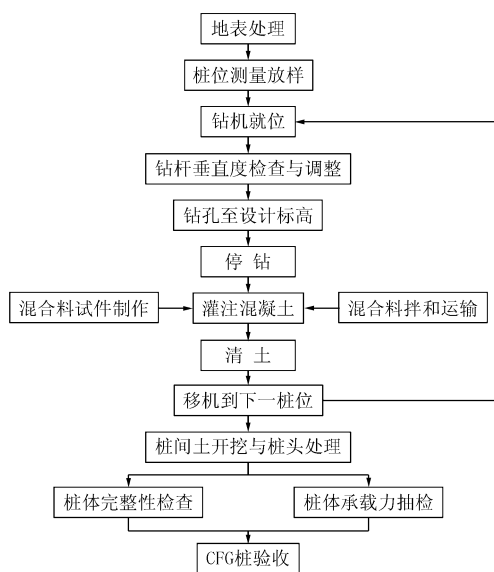 地表处理
桩位测量放样
钻机就位
钻杆垂直度检查与调整
钻孔至设计标高
停 钻
混合料试件制作
灌注混凝土
混合料拌和运输
清 土
移机到下一桩位
桩间土开挖与桩头处理
桩体完整性检查
桩体承载力抽检
CFG桩验收